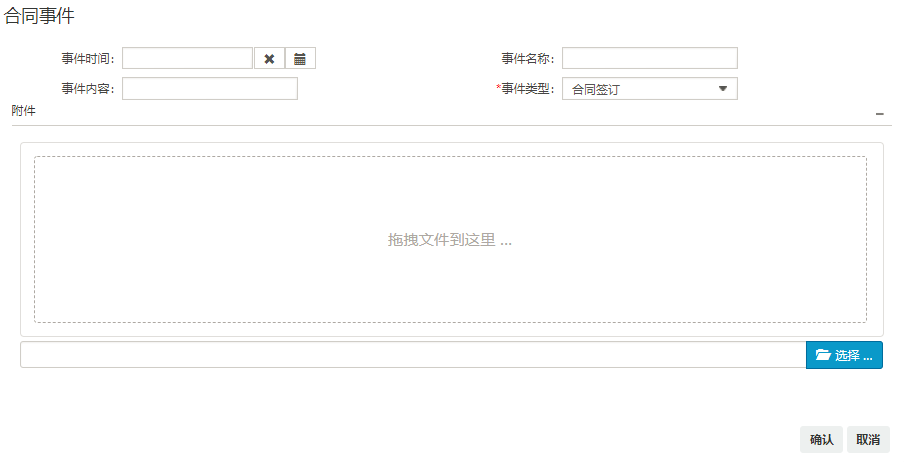 合同事件
事件时间： 事件名称：
事件内容： *事件类型： 合同签订
附件
拖拽文件到这里 ...
选择 ...
确认 取消